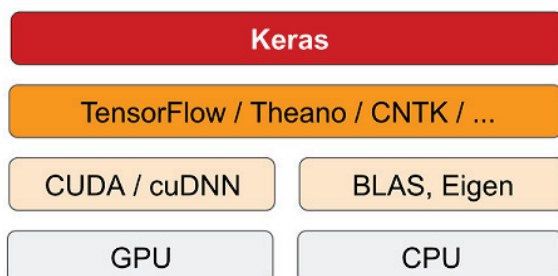 Keras
TensorFlow / Theano / CNTK / ...
CUDA / cuDNN
BLAS, Eigen
GPU
CPU